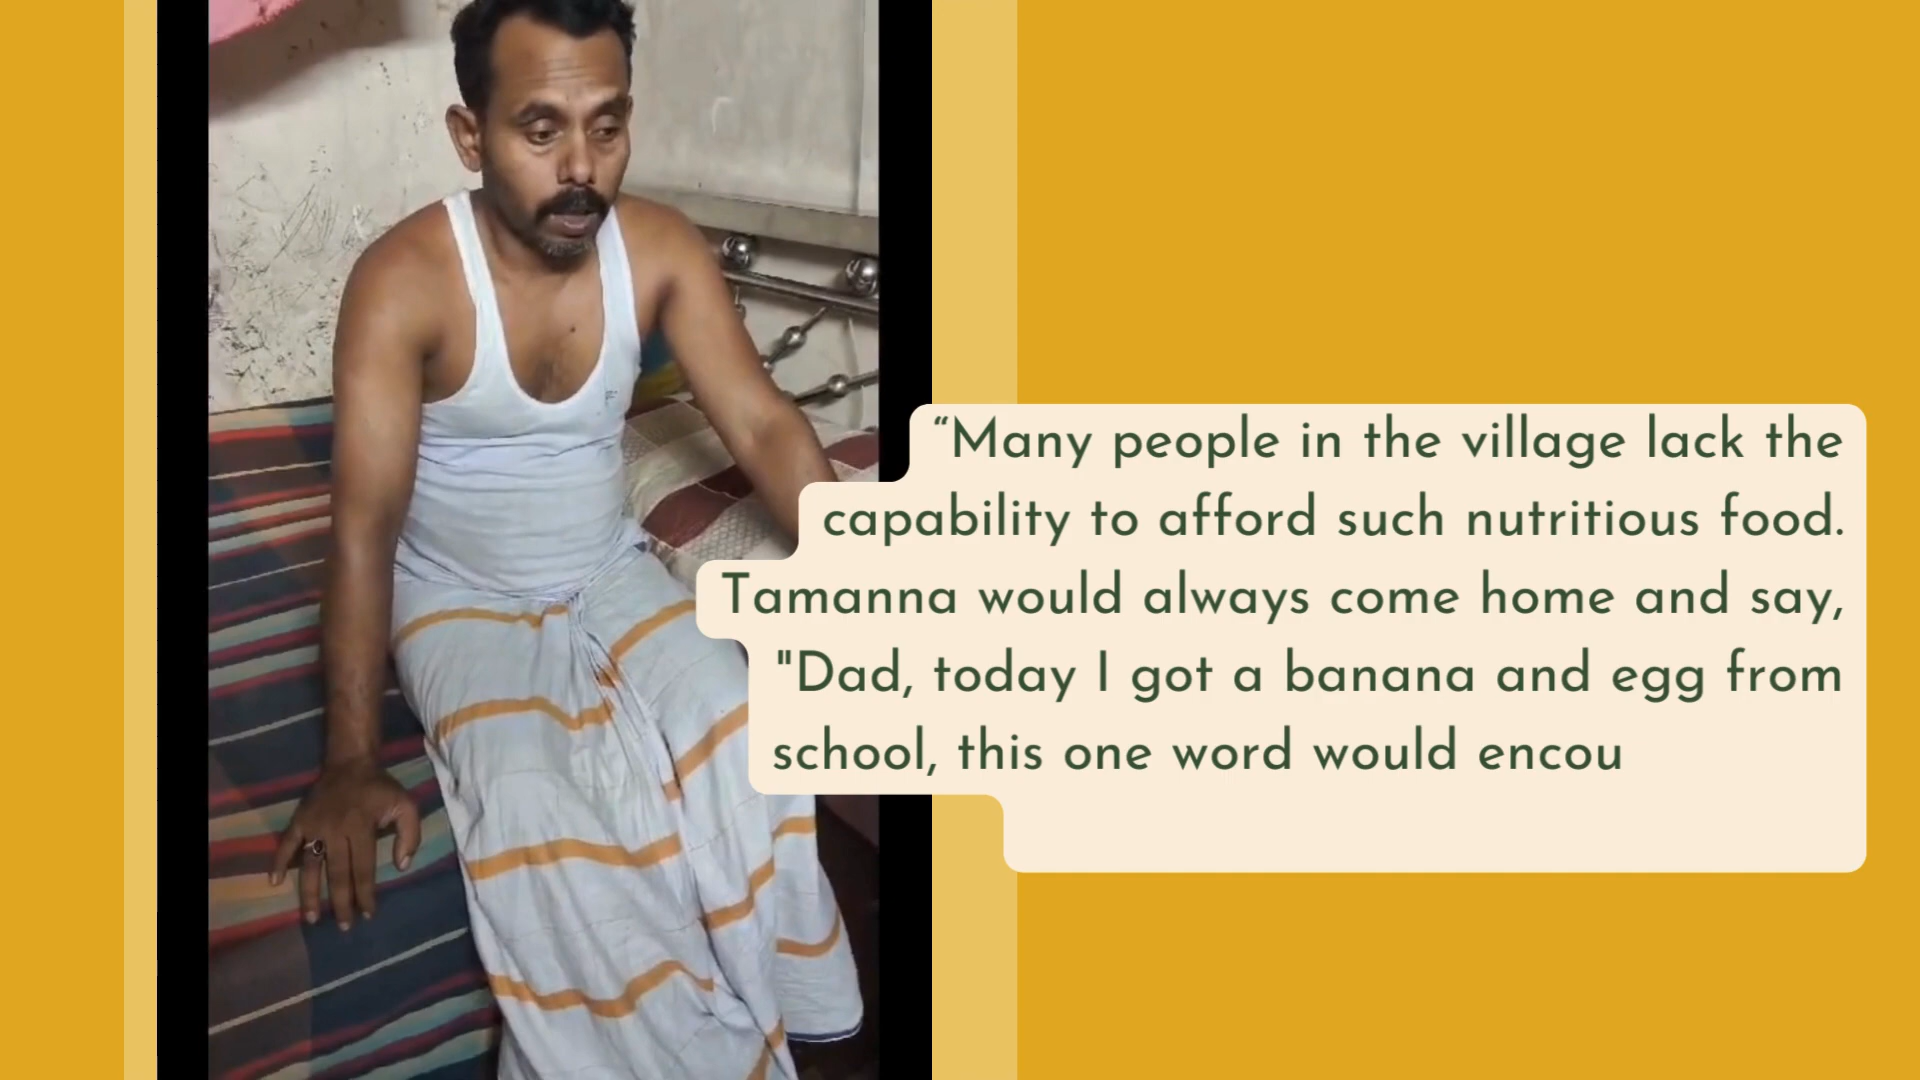 “Many people in the village lack the
capability to afford such nutritious food.
Tamanna would always come home and say,
"Dad, today I got a banana and egg from
school, this one word would encou